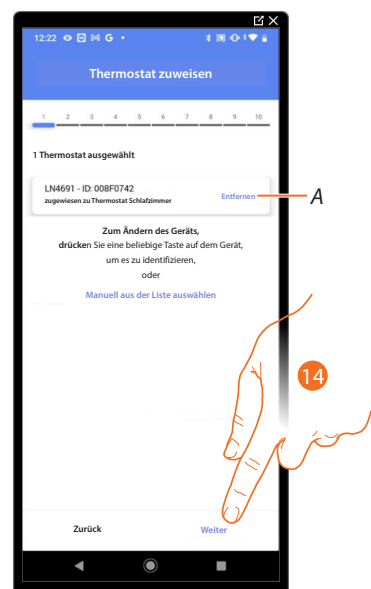 12:22 G
Thermostat zuweisen
1 2 3 4 5 6 7 8 9 10
1 Thermostat ausgewählt
LN4691 - ID: 008F0742
zugewiesen zu Thermostat Schlafzimmer
Entfernen
A
Zum Ändern des Geräts,
drücken Sie eine beliebige Taste auf dem Gerät,
um es zu identifizieren,
oder
Manuell aus der Liste auswählen
14
Zurück Weiter